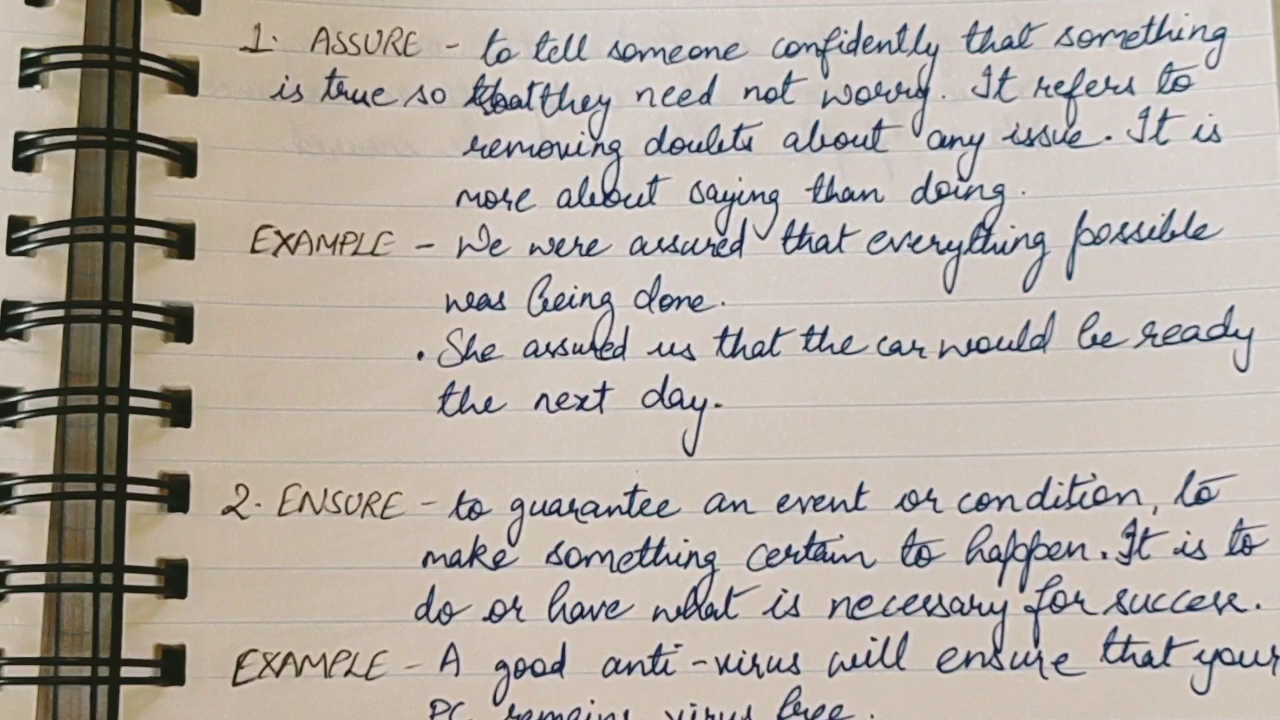 1. ASSURE - to tell someone confidently that something
is true so that they need not worry. It refers to
removing doubts about any issue. It is
more about saying than doing.
EXAMPLE - We were assured that everything possible
was being done.
. She assured us that the car would be ready
the next day.
2. ENSURE - to guarantee an event or condition, to
make something certain to happen. It is to
do or have what is necessary for success.
EXAMPLE - A good anti-virus will ensure that your
PC remains virus free.